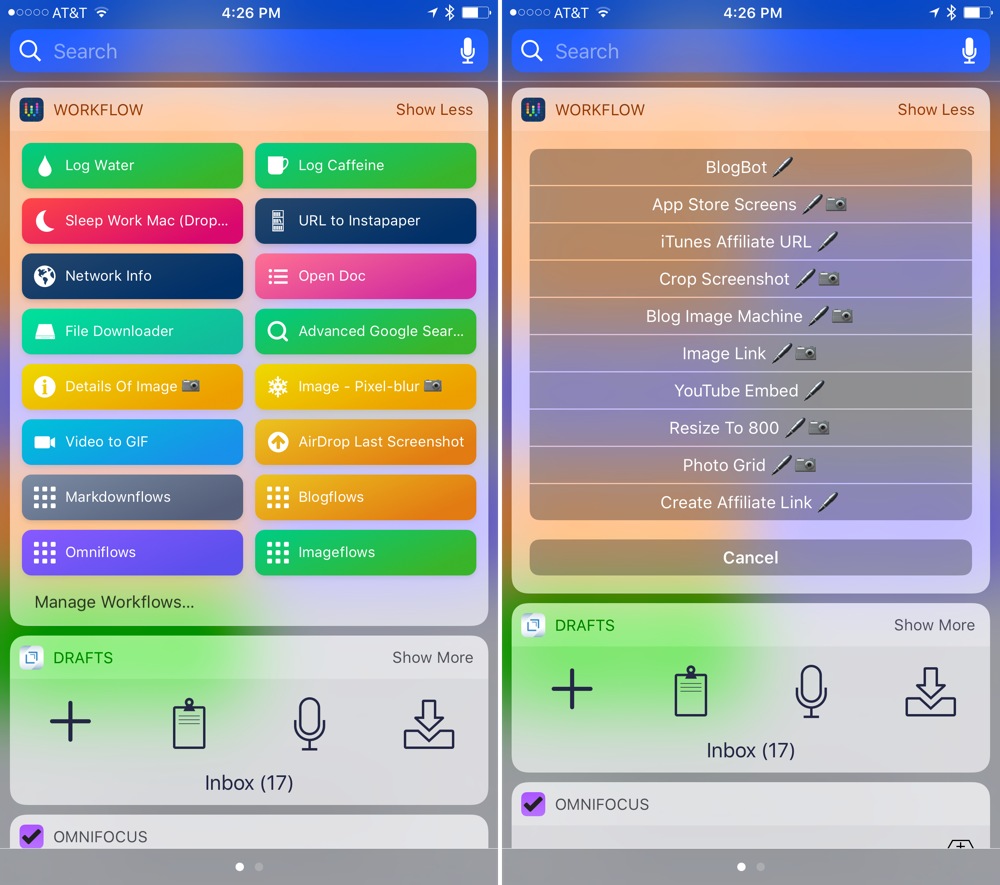 AT&T 4:26 PM
Search
WORKFLOW Show Less
Log Water Log Caffeine
Sleep Work Mac (Drop... URL to Instapaper
Network Info Open Doc
File Downloader Advanced Google Sear...
Details Of Image 📷 Image - Pixel-blur 📷
Video to GIF AirDrop Last Screenshot
Markdownflows Blogflows
Omniflows Imageflows
Manage Workflows...
DRAFTS Show More
Inbox (17)
OMNIFOCUS
AT&T 4:26 PM
Search
WORKFLOW Show Less
BlogBot 🖋
App Store Screens 🖋📷
iTunes Affiliate URL 🖋
Crop Screenshot 🖋📷
Blog Image Machine 🖋📷
Image Link 🖋📷
YouTube Embed 🖋
Resize To 800 🖋📷
Photo Grid 🖋📷
Create Affiliate Link 🖋
Cancel
DRAFTS Show More
Inbox (17)
OMNIFOCUS